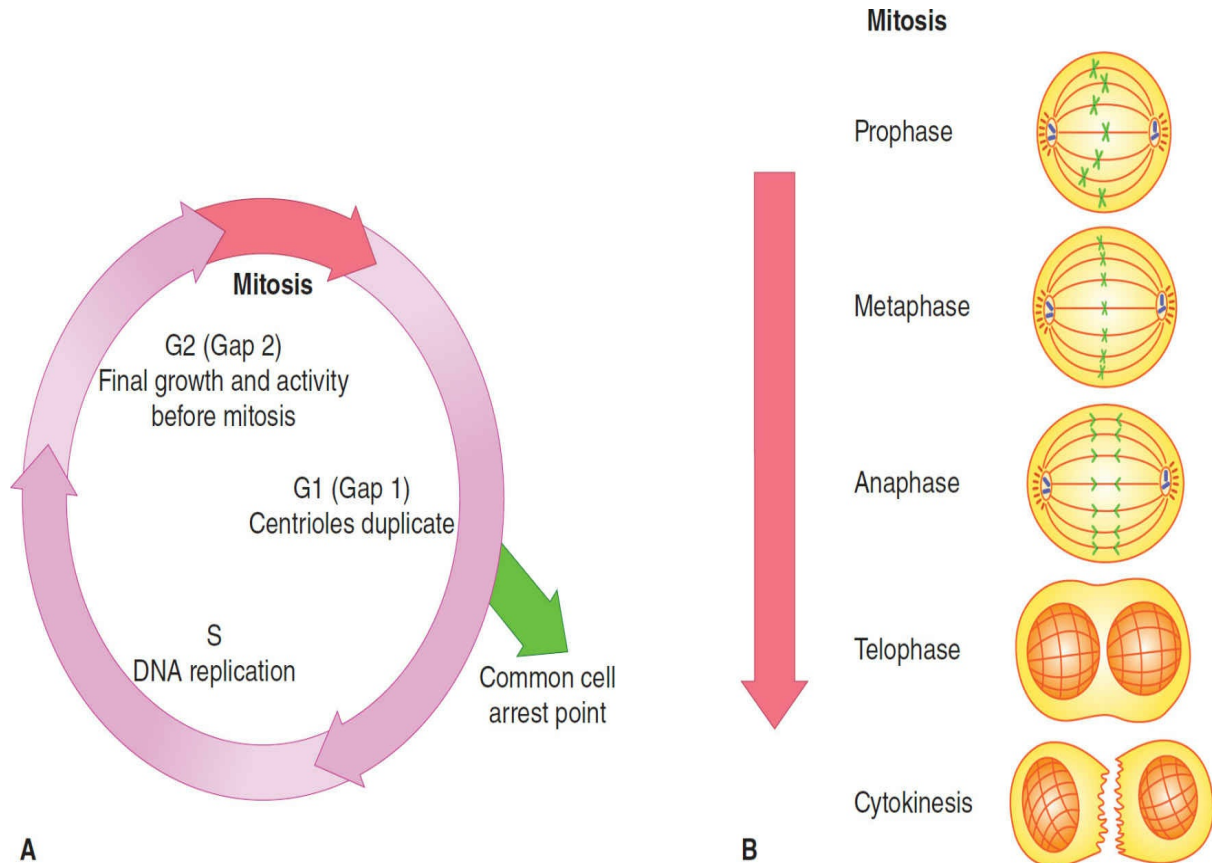 Mitosis
G2 (Gap 2)
Final growth and activity
before mitosis
G1 (Gap 1)
Centrioles duplicate
S
DNA replication
Common cell
arrest point
A
Mitosis
Prophase
Metaphase
Anaphase
Telophase
Cytokinesis
B